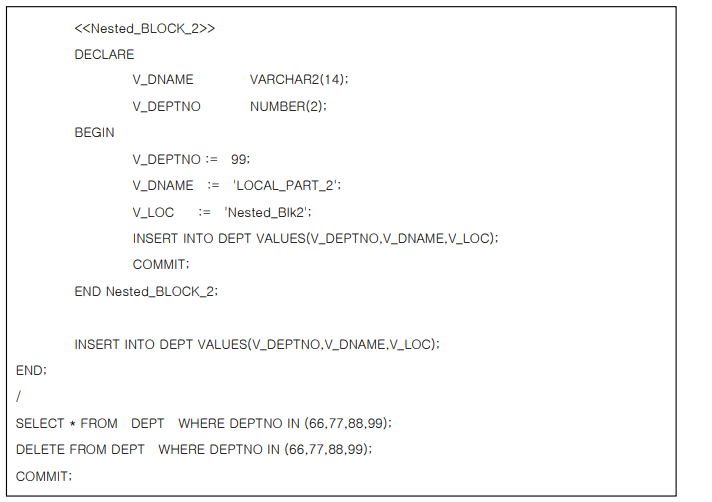 <<Nested_BLOCK_2>>
DECLARE
V_DNAME VARCHAR2(14);
V_DEPTNO NUMBER(2);
BEGIN
V_DEPTNO := 99;
V_DNAME := 'LOCAL_PART_2';
V_LOC := 'Nested_Blk2';
INSERT INTO DEPT VALUES(V_DEPTNO,V_DNAME,V_LOC);
COMMIT;
END Nested_BLOCK_2;
INSERT INTO DEPT VALUES(V_DEPTNO,V_DNAME,V_LOC);
END;
/
SELECT * FROM DEPT WHERE DEPTNO IN (66,77,88,99);
DELETE FROM DEPT WHERE DEPTNO IN (66,77,88,99);
COMMIT;